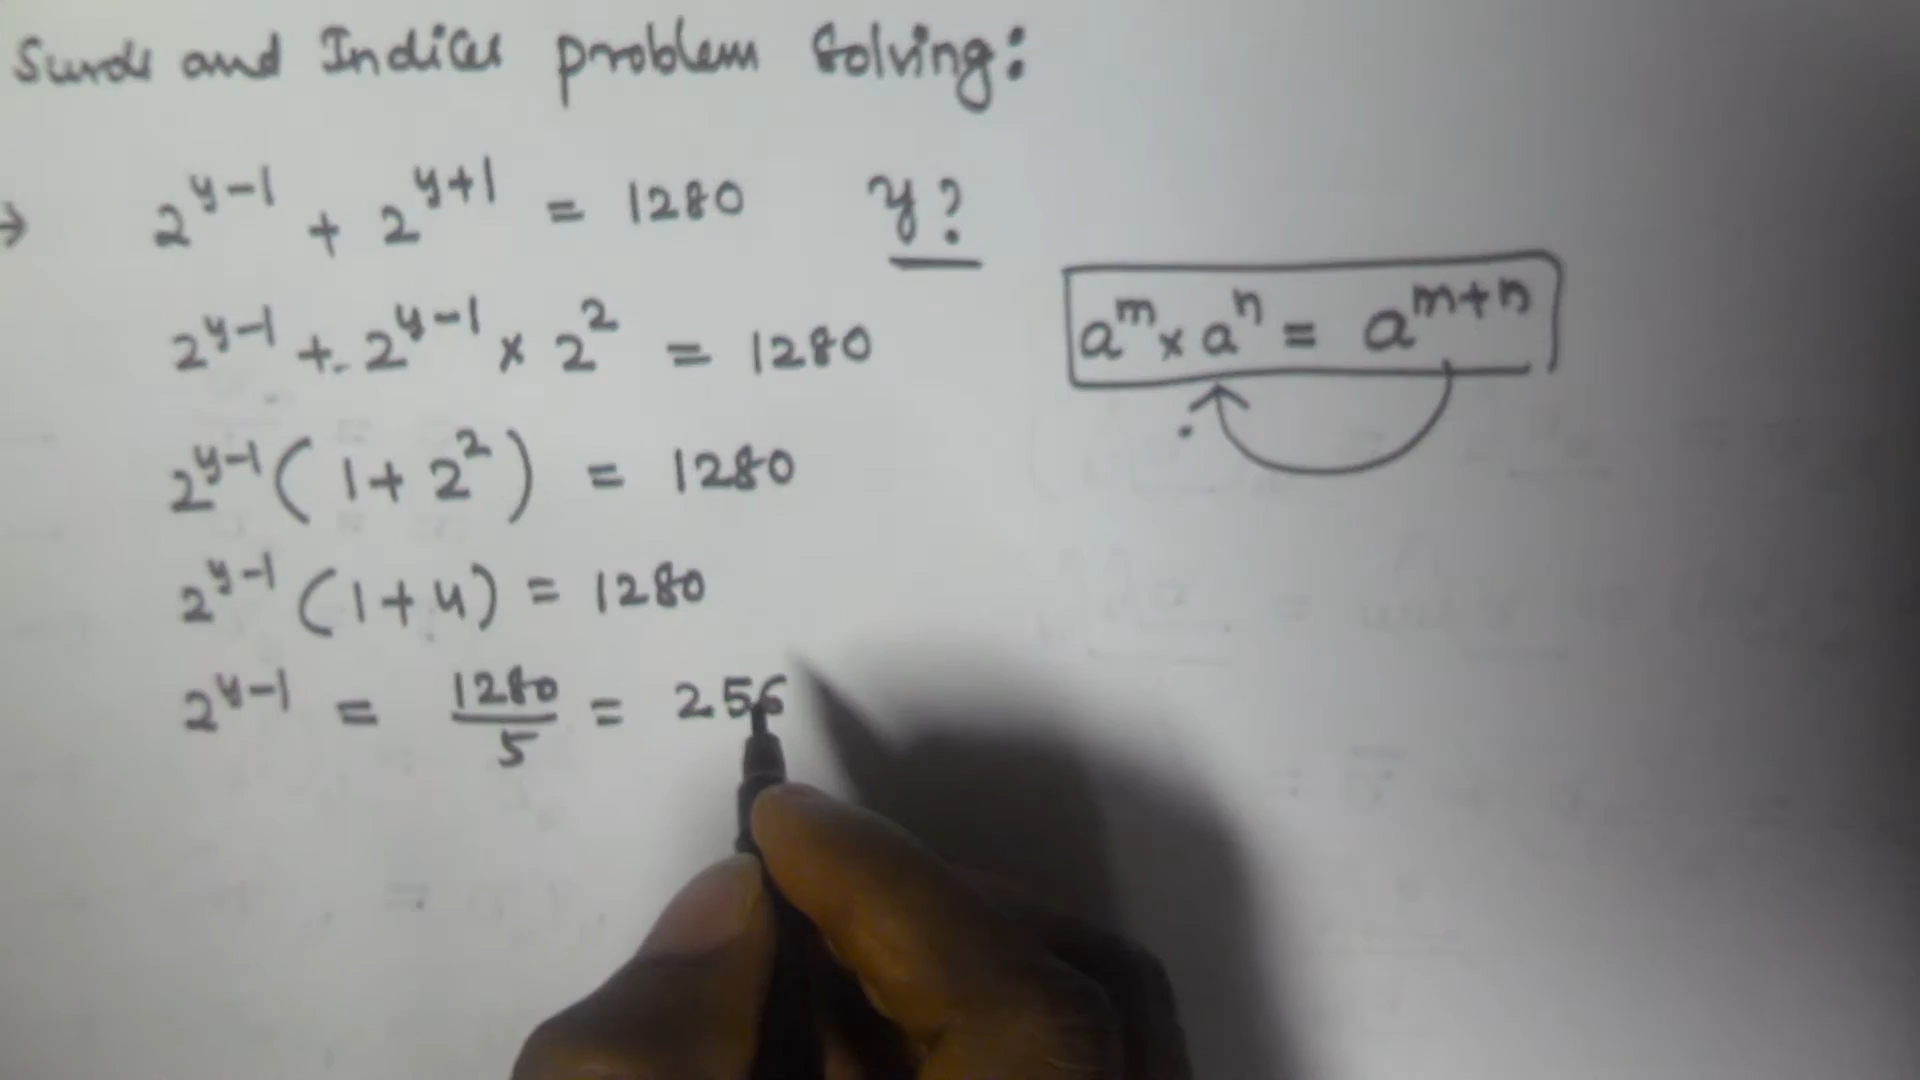 Surds and Indices problem solving:
→ 2^{y-1} + 2^{y+1} = 1280 y?
2^{y-1} + 2^{y-1} × 2^2 = 1280
a^m × a^n = a^{m+n}
2^{y-1} (1 + 2^2) = 1280
2^{y-1} (1 + 4) = 1280
2^{y-1} = 1280/5 = 256